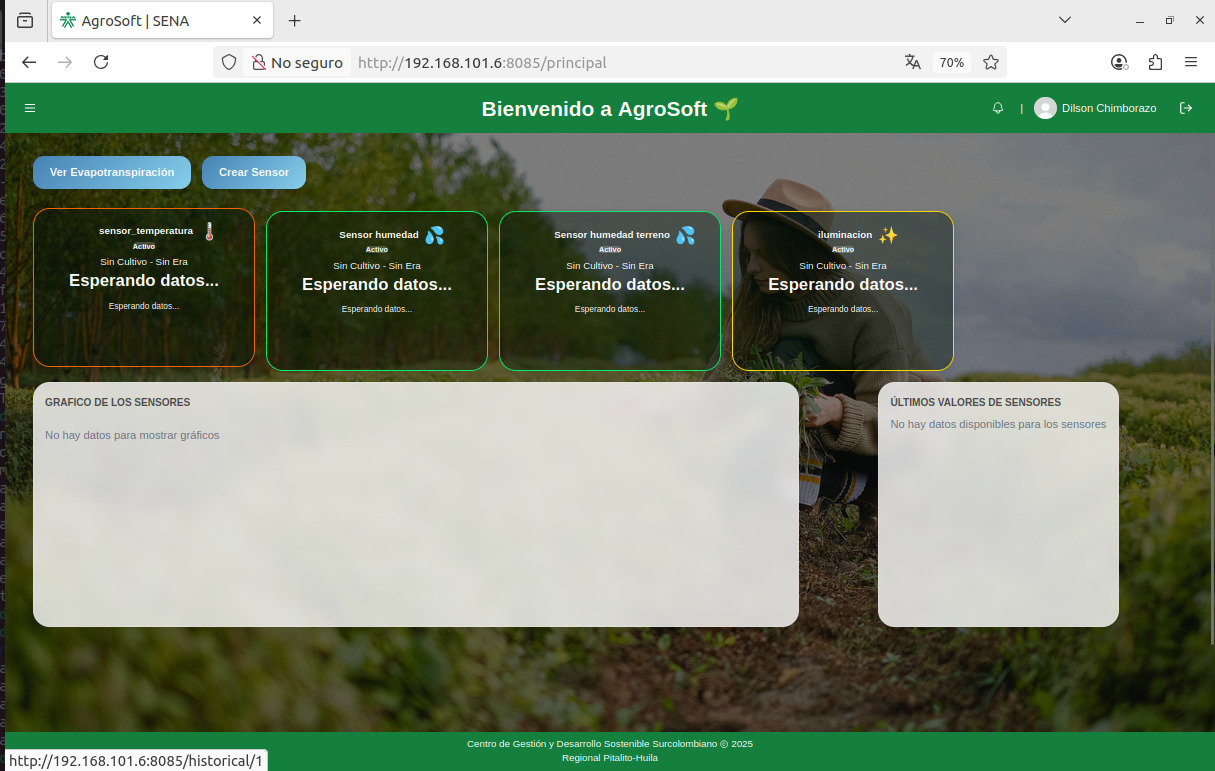 AgroSoft | SENA
No seguro http://192.168.101.6:8085/principal 70%
Bienvenido a AgroSoft 🌱
| Dilson Chimborazo
Ver Evapotranspiración
Crear Sensor
sensor_temperatura 🌡️
Activo
Sin Cultivo - Sin Era
Esperando datos...
Esperando datos...
Sensor humedad 💦
Activo
Sin Cultivo - Sin Era
Esperando datos...
Esperando datos...
Sensor humedad terreno 💦
Activo
Sin Cultivo - Sin Era
Esperando datos...
Esperando datos...
iluminacion ✨
Activo
Sin Cultivo - Sin Era
Esperando datos...
Esperando datos...
GRAFICO DE LOS SENSORES
No hay datos para mostrar gráficos
ÚLTIMOS VALORES DE SENSORES
No hay datos disponibles para los sensores
Centro de Gestión y Desarrollo Sostenible Surcolombiano © 2025
Regional Pitalito-Huila
http://192.168.101.6:8085/historical/1